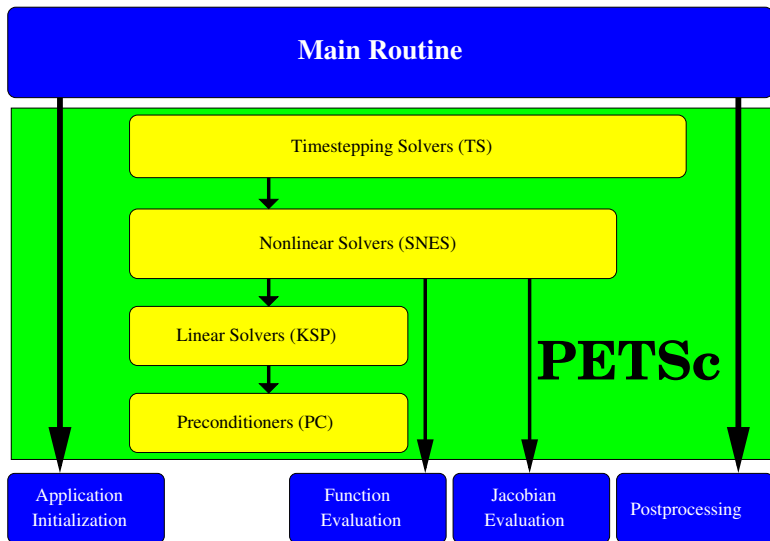 Main Routine
Timestepping Solvers (TS)
Nonlinear Solvers (SNES)
Linear Solvers (KSP)
PETSc
Preconditioners (PC)
Application
Initialization
Function
Evaluation
Jacobian
Evaluation
Postprocessing